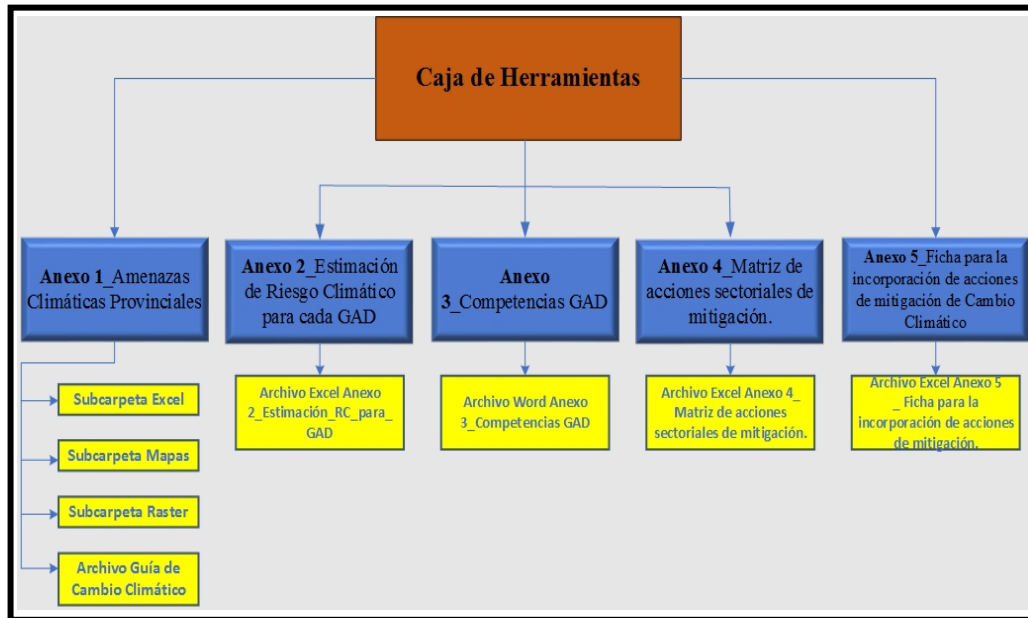 Caja de Herramientas
Anexo 1_Amenazas
Climáticas Provinciales
Anexo 2_Estimación
de Riesgo Climático
para cada GAD
Anexo
3_Competencias GAD
Anexo 4_Matriz de
acciones sectoriales de
mitigación.
Anexo 5_Ficha para la
incorporación de acciones
de mitigación de Cambio
Climático
Subcarpeta Excel
Subcarpeta Mapas
Subcarpeta Raster
Archivo Guía de
Cambio Climático
Archivo Excel Anexo
2_Estimación_RC_para_
GAD
Archivo Word Anexo
3_Competencias GAD
Archivo Excel Anexo 4_
Matriz de acciones
sectoriales de mitigación.
Archivo Excel Anexo 5
_ Ficha para la
incorporación de acciones
de mitigación.